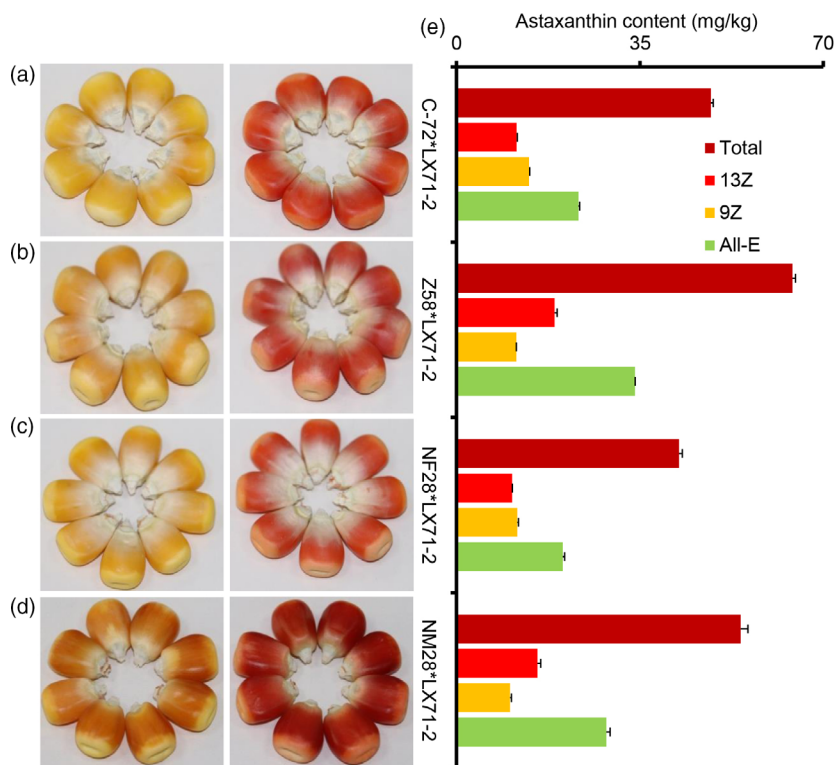 (e)
Astaxanthin content (mg/kg)
0
35
70
(a)
(b)
(c)
(d)
C-72*LX71-2
Z58*LX71-2
NF28*LX71-2
NM28*LX71-2
Total
13Z
9Z
All-E